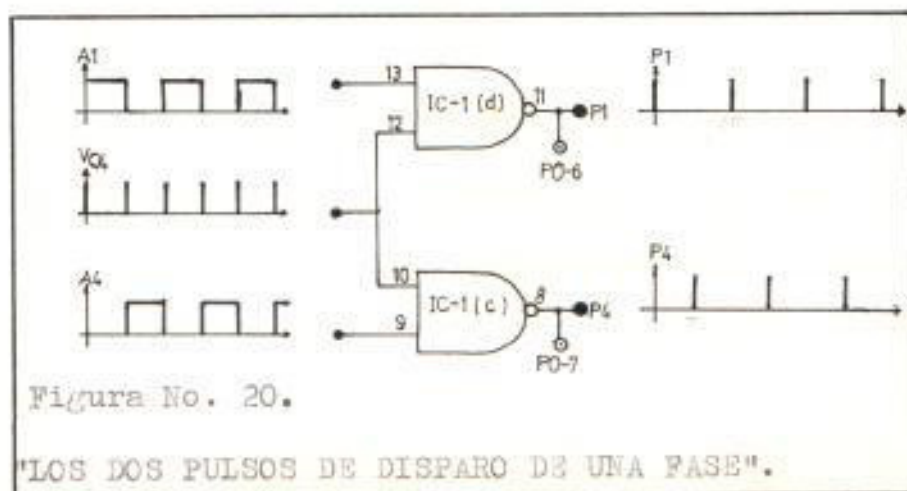 A1
13
IC-1 (d)
11
P1
12
PO-6
P1
VQ4
A4
10
IC-1 (c)
8
P4
9
PO-7
P4
Figura No. 20.
"LOS DOS PULSOS DE DISPARO DE UNA FASE".